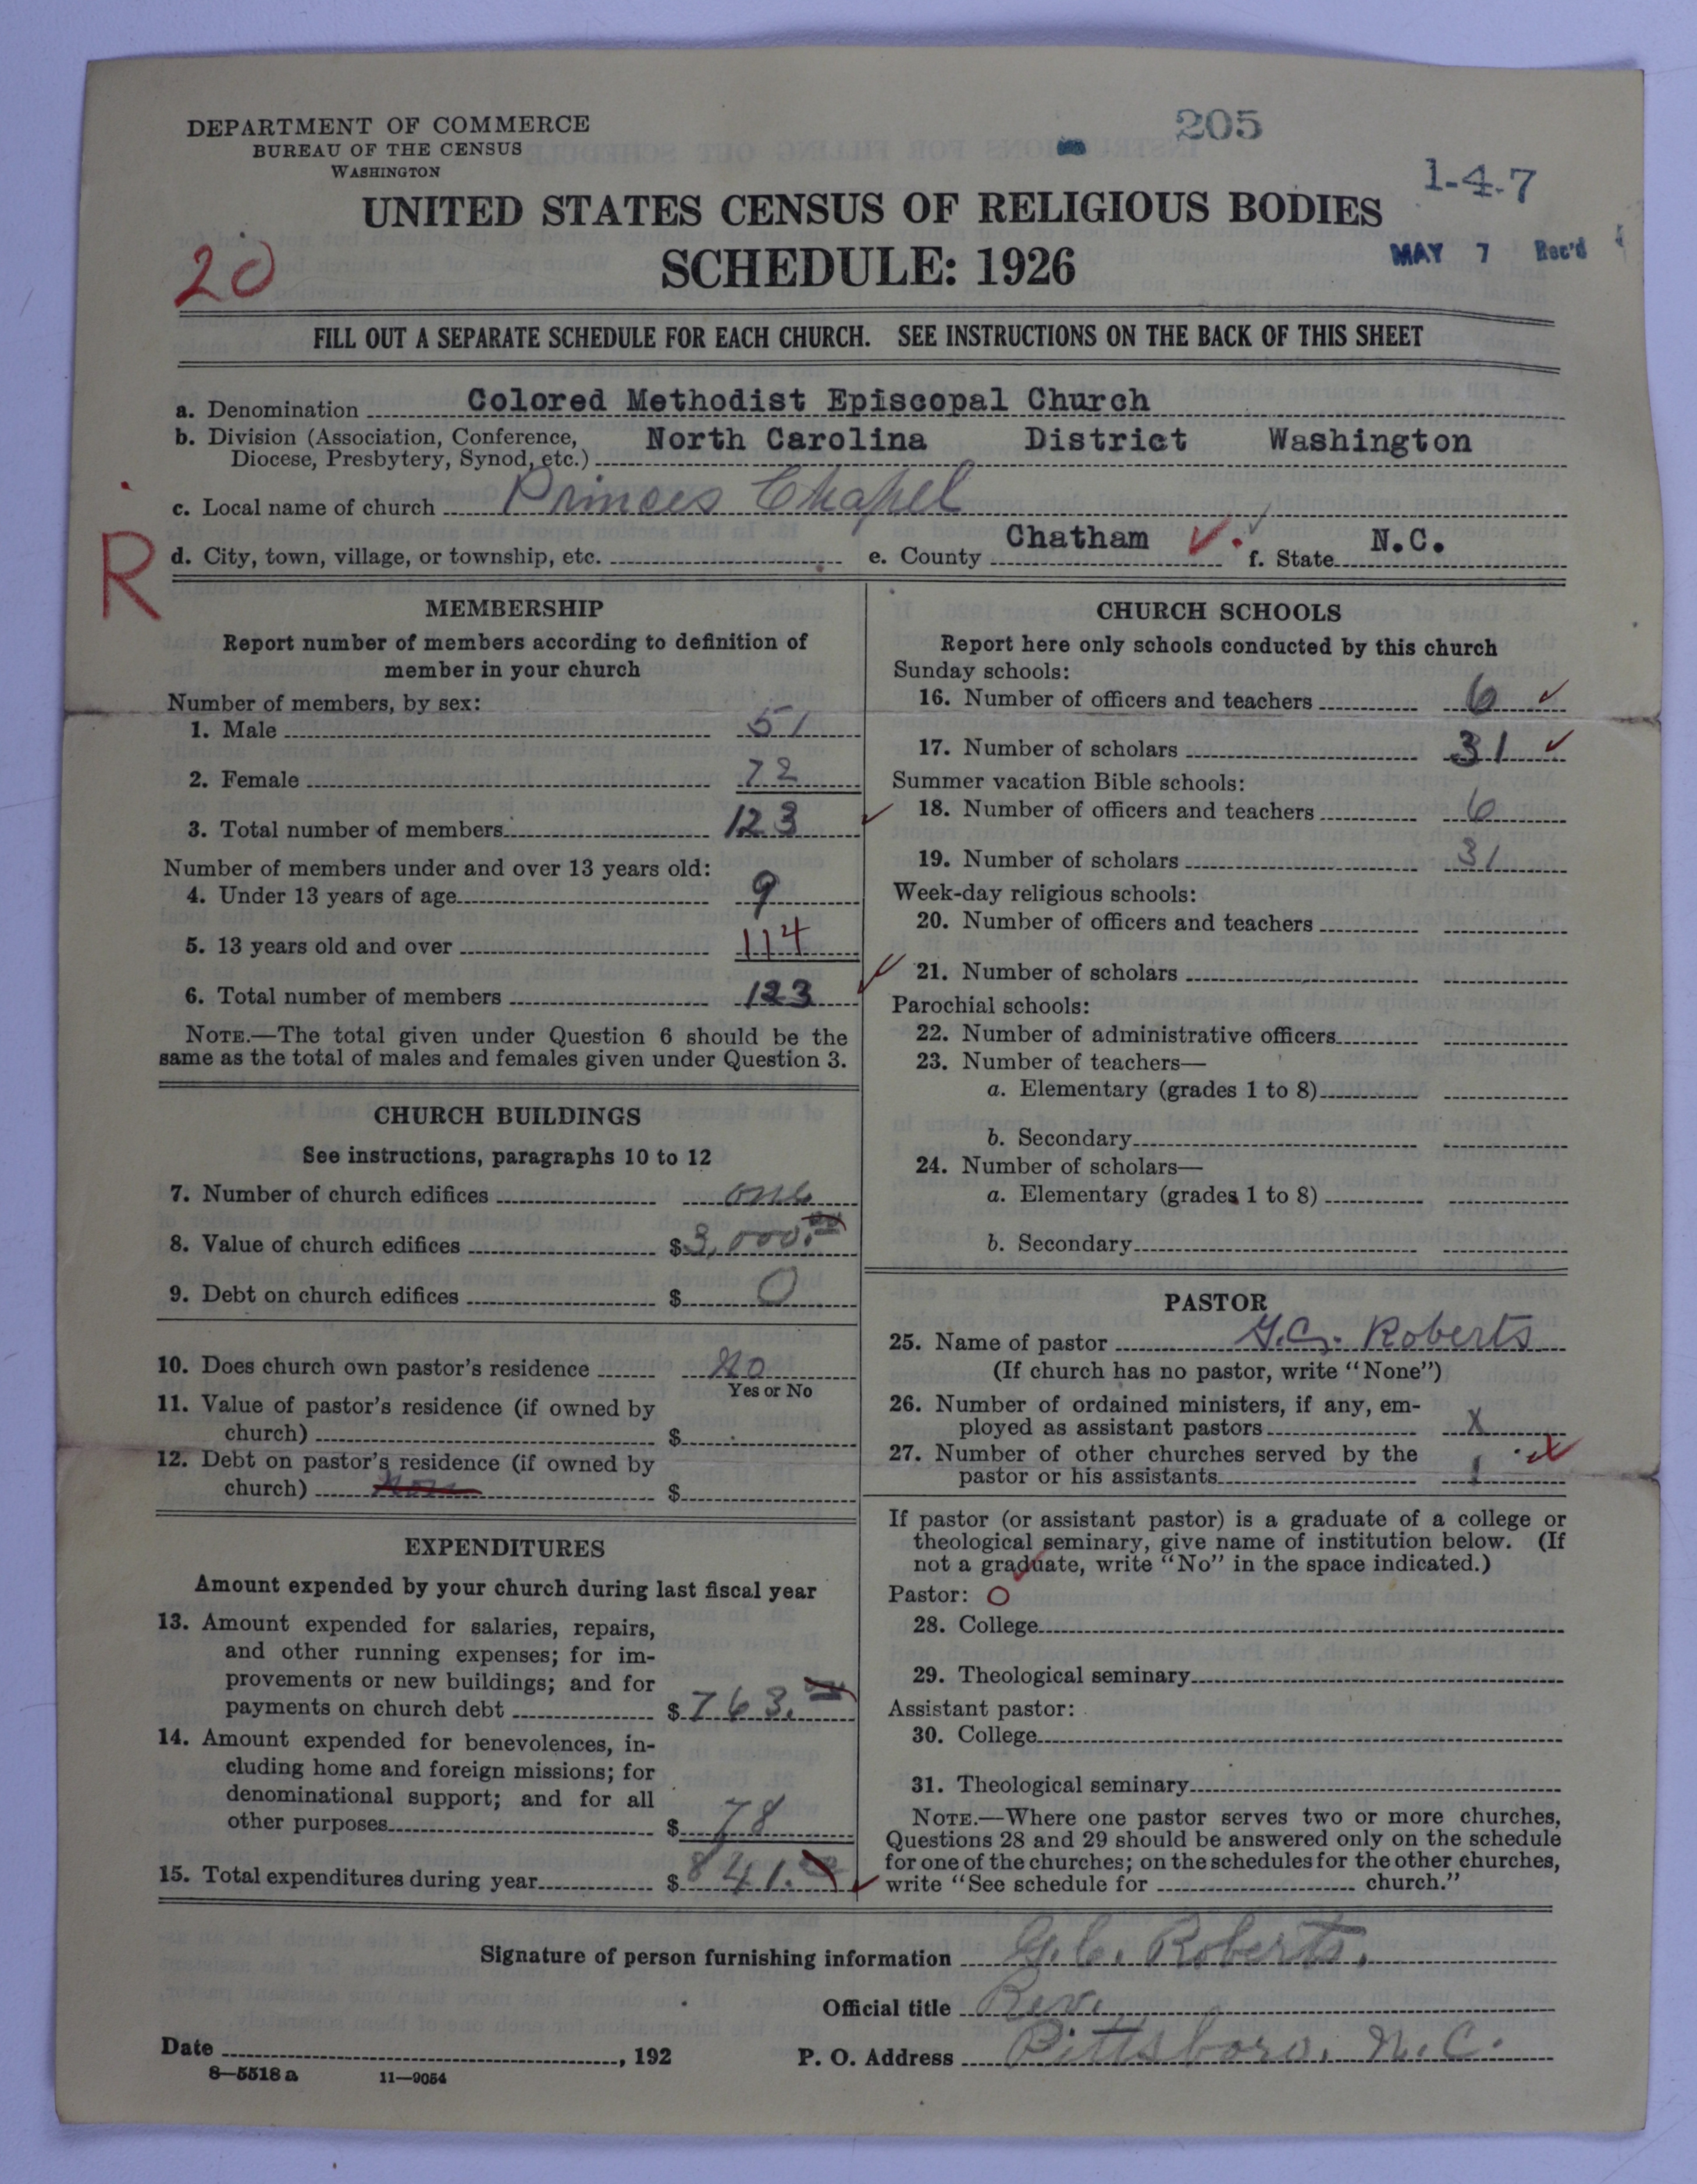 205
DEPARTMENT OF COMMERCE
BUREAU OF THE CENSUS
WASHINGTON
1-4-7
UNITED STATES CENSUS OF RELIGIOUS BODIES
SCHEDULE: 1926
MAY 7 Rec'd
20
FILL OUT A SEPARATE SCHEDULE FOR EACH CHURCH. SEE INSTRUCTIONS ON THE BACK OF THIS SHEET
a. Denomination Colored Methodist Episcopal Church
b. Division (Association, Conference, Diocese, Presbytery, Synod, etc.) North Carolina District Washington
c. Local name of church Princes Chapel
R
d. City, town, village, or township, etc. e. County Chatham f. State N.C.
MEMBERSHIP
Report number of members according to definition of
member in your church
Number of members, by sex:
1. Male 51
2. Female 72
3. Total number of members 123
Number of members under and over 13 years old:
4. Under 13 years of age 9
5. 13 years old and over 114
6. Total number of members 123
NOTE.—The total given under Question 6 should be the
same as the total of males and females given under Question 3.
CHURCH BUILDINGS
See instructions, paragraphs 10 to 12
7. Number of church edifices one
8. Value of church edifices $3,000.00
9. Debt on church edifices $ 0
10. Does church own pastor's residence No
Yes or No
11. Value of pastor's residence (if owned by
church) $
12. Debt on pastor's residence (if owned by
church) $
EXPENDITURES
Amount expended by your church during last fiscal year
13. Amount expended for salaries, repairs,
and other running expenses; for im-
provements or new buildings; and for
payments on church debt $763.00
14. Amount expended for benevolences, in-
cluding home and foreign missions; for
denominational support; and for all
other purposes $ 78
15. Total expenditures during year $841.00
CHURCH SCHOOLS
Report here only schools conducted by this church
Sunday schools:
16. Number of officers and teachers 6
17. Number of scholars 31
Summer vacation Bible schools:
18. Number of officers and teachers 6
19. Number of scholars 31
Week-day religious schools:
20. Number of officers and teachers
21. Number of scholars
Parochial schools:
22. Number of administrative officers
23. Number of teachers—
a. Elementary (grades 1 to 8)
b. Secondary
24. Number of scholars—
a. Elementary (grades 1 to 8)
b. Secondary
PASTOR
25. Name of pastor G.C. Roberts
(If church has no pastor, write "None")
26. Number of ordained ministers, if any, em-
ployed as assistant pastors X
27. Number of other churches served by the
pastor or his assistants 1
If pastor (or assistant pastor) is a graduate of a college or
theological seminary, give name of institution below. (If
not a graduate, write "No" in the space indicated.)
Pastor: O
28. College
29. Theological seminary
Assistant pastor:
30. College
31. Theological seminary
NOTE.—Where one pastor serves two or more churches,
Questions 28 and 29 should be answered only on the schedule
for one of the churches; on the schedules for the other churches,
write "See schedule for church."
Signature of person furnishing information G.C. Roberts.
Official title Rev.
Date , 192 P. O. Address Pittsboro, N.C.
8—5518 a 11—9054